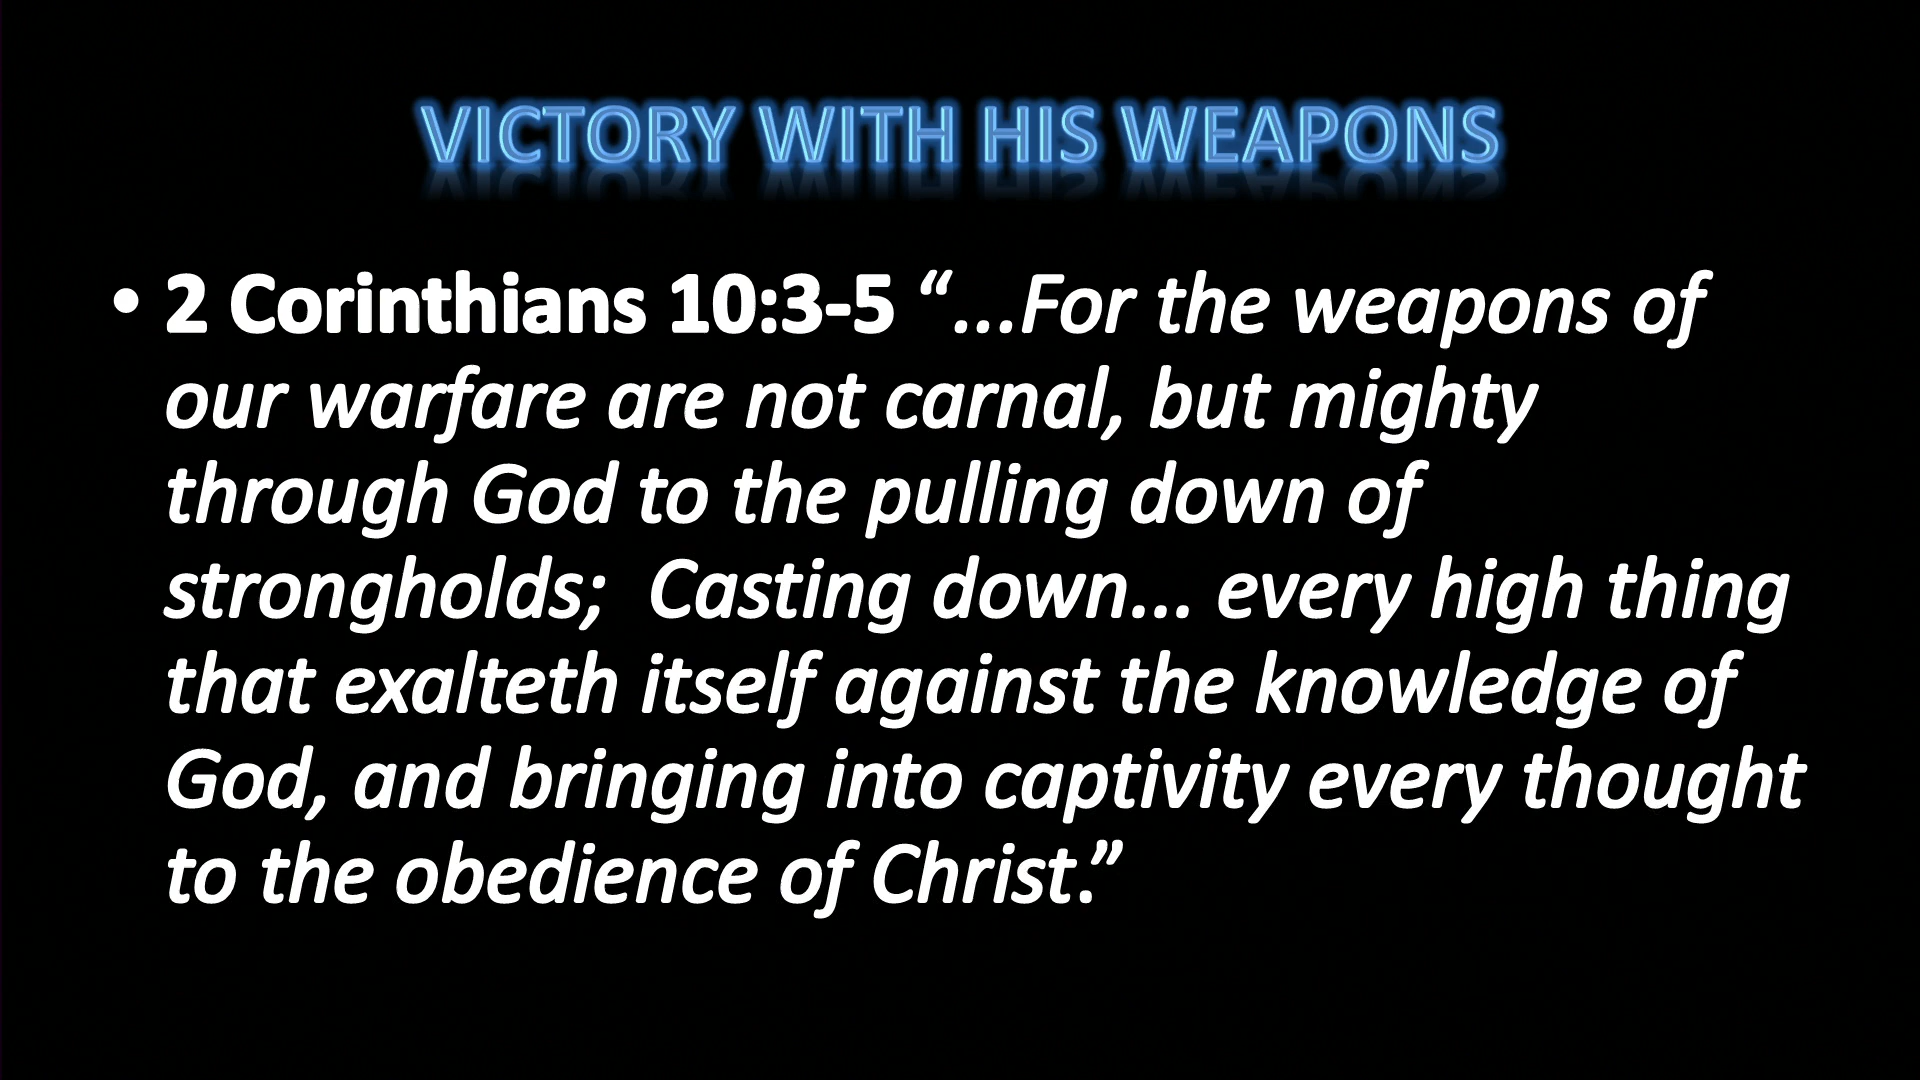 VICTORY WITH HIS WEAPONS
• 2 Corinthians 10:3-5 “...For the weapons of
our warfare are not carnal, but mighty
through God to the pulling down of
strongholds;  Casting down... every high thing
that exalteth itself against the knowledge of
God, and bringing into captivity every thought
to the obedience of Christ.”